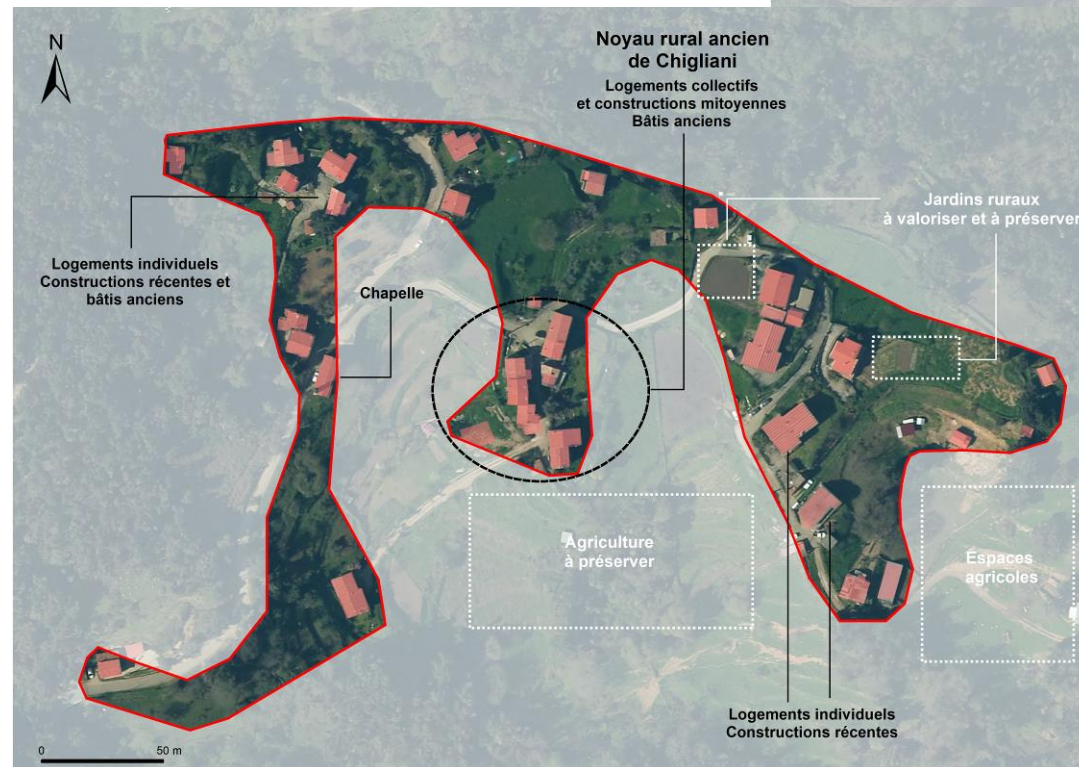 N
Noyau rural ancien
de Chigliani
Logements collectifs
et constructions mitoyennes
Bâtis anciens
Jardins ruraux
à valoriser et à préserver
Logements individuels
Constructions récentes et
bâtis anciens
Chapelle
Agriculture
à préserver
Espaces
agricoles
Logements individuels
Constructions récentes
0 50 m